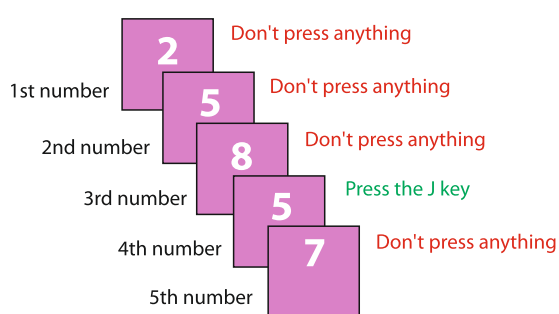 2
Don't press anything
1st number
5
Don't press anything
2nd number
8
Don't press anything
3rd number
5
Press the J key
4th number
7
Don't press anything
5th number